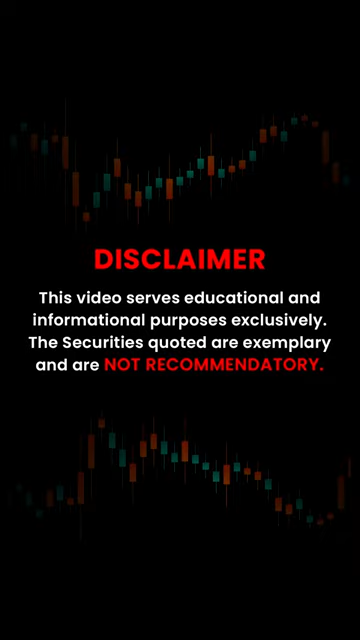 DISCLAIMER
This video serves educational and
informational purposes exclusively.
The Securities quoted are exemplary
and are NOT RECOMMENDATORY.